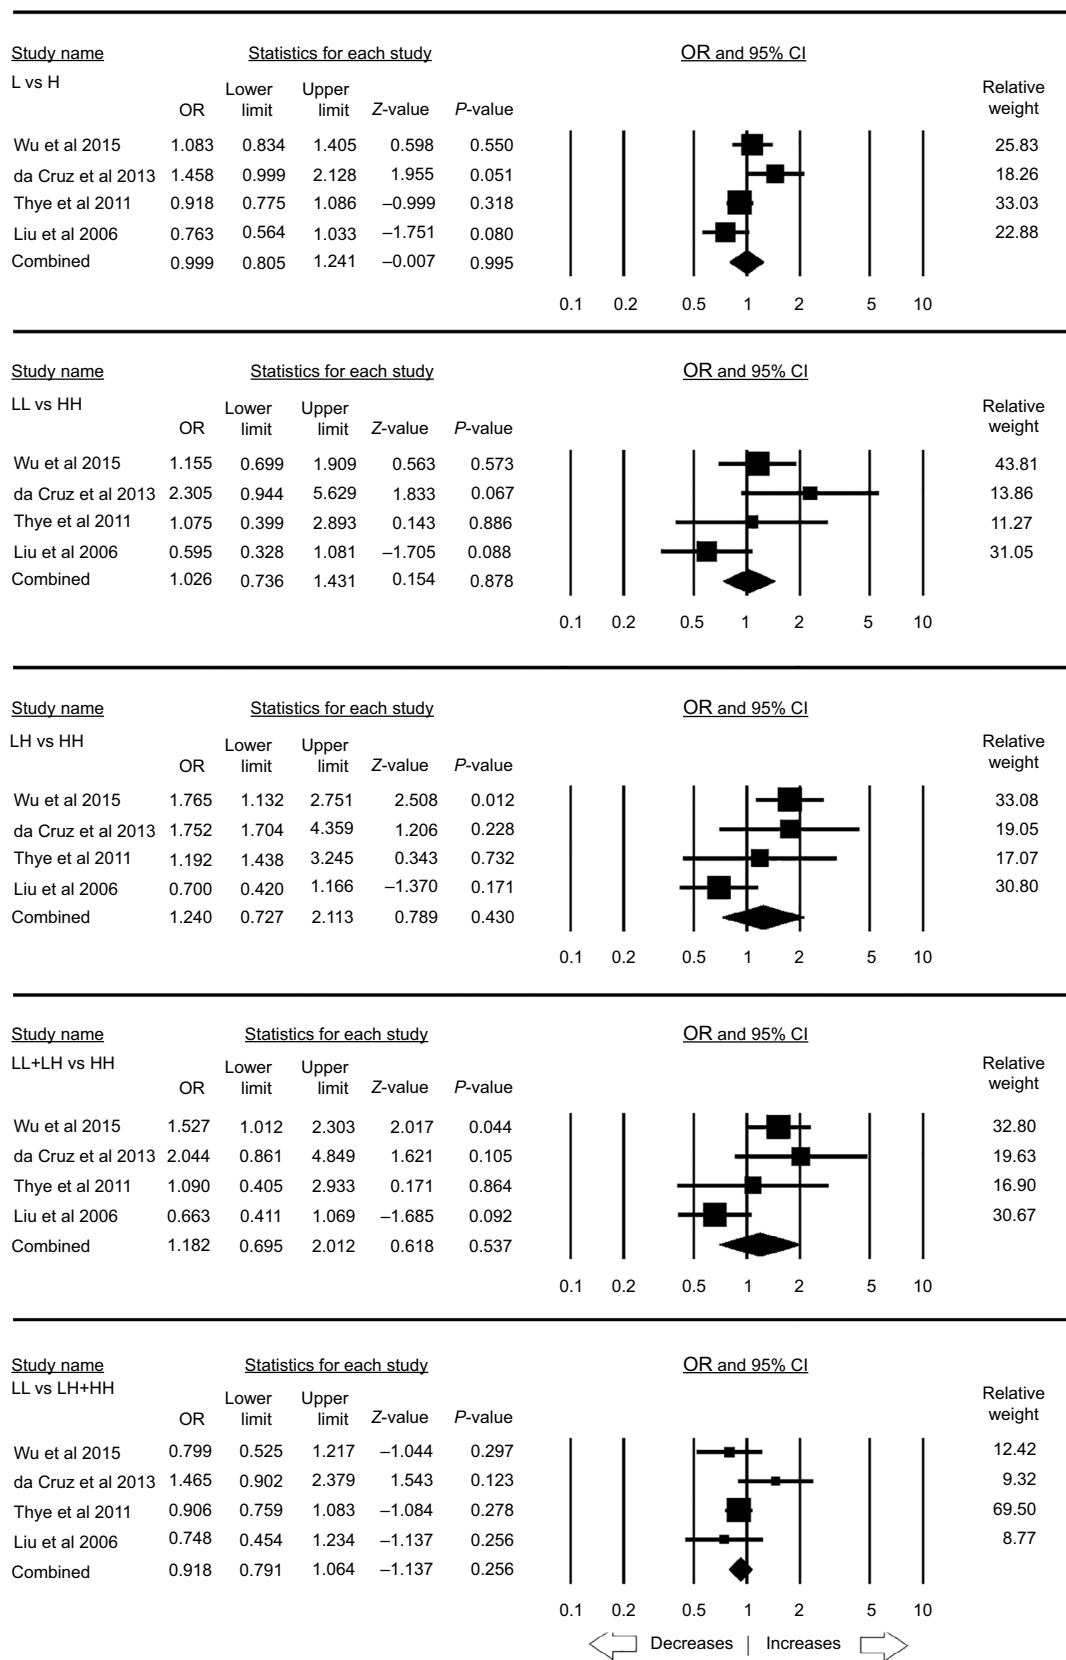 Study name Statistics for each study OR and 95% CI
L vs H
OR Lower limit Upper limit Z-value P-value Relative weight
Wu et al 2015 1.083 0.834 1.405 0.598 0.550 25.83
da Cruz et al 2013 1.458 0.999 2.128 1.955 0.051 18.26
Thye et al 2011 0.918 0.775 1.086 –0.999 0.318 33.03
Liu et al 2006 0.763 0.564 1.033 –1.751 0.080 22.88
Combined 0.999 0.805 1.241 –0.007 0.995
0.1 0.2 0.5 1 2 5 10
Study name Statistics for each study OR and 95% CI
LL vs HH
OR Lower limit Upper limit Z-value P-value Relative weight
Wu et al 2015 1.155 0.699 1.909 0.563 0.573 43.81
da Cruz et al 2013 2.305 0.944 5.629 1.833 0.067 13.86
Thye et al 2011 1.075 0.399 2.893 0.143 0.886 11.27
Liu et al 2006 0.595 0.328 1.081 –1.705 0.088 31.05
Combined 1.026 0.736 1.431 0.154 0.878
0.1 0.2 0.5 1 2 5 10
Study name Statistics for each study OR and 95% CI
LH vs HH
OR Lower limit Upper limit Z-value P-value Relative weight
Wu et al 2015 1.765 1.132 2.751 2.508 0.012 33.08
da Cruz et al 2013 1.752 1.704 4.359 1.206 0.228 19.05
Thye et al 2011 1.192 1.438 3.245 0.343 0.732 17.07
Liu et al 2006 0.700 0.420 1.166 –1.370 0.171 30.80
Combined 1.240 0.727 2.113 0.789 0.430
0.1 0.2 0.5 1 2 5 10
Study name Statistics for each study OR and 95% CI
LL+LH vs HH
OR Lower limit Upper limit Z-value P-value Relative weight
Wu et al 2015 1.527 1.012 2.303 2.017 0.044 32.80
da Cruz et al 2013 2.044 0.861 4.849 1.621 0.105 19.63
Thye et al 2011 1.090 0.405 2.933 0.171 0.864 16.90
Liu et al 2006 0.663 0.411 1.069 –1.685 0.092 30.67
Combined 1.182 0.695 2.012 0.618 0.537
0.1 0.2 0.5 1 2 5 10
Study name Statistics for each study OR and 95% CI
LL vs LH+HH
OR Lower limit Upper limit Z-value P-value Relative weight
Wu et al 2015 0.799 0.525 1.217 –1.044 0.297 12.42
da Cruz et al 2013 1.465 0.902 2.379 1.543 0.123 9.32
Thye et al 2011 0.906 0.759 1.083 –1.084 0.278 69.50
Liu et al 2006 0.748 0.454 1.234 –1.137 0.256 8.77
Combined 0.918 0.791 1.064 –1.137 0.256
0.1 0.2 0.5 1 2 5 10
Decreases | Increases